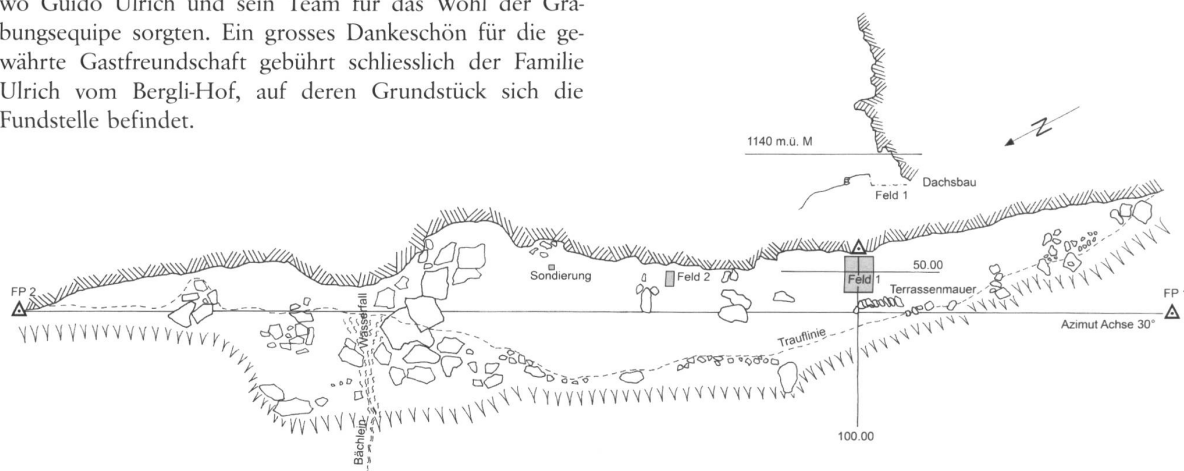 wo Guido Ulrich und sein Team für das Wohl der Gra-
bungsequipe sorgten. Ein grosses Dankeschön für die ge-
währte Gastfreundschaft gebührt schliesslich der Familie
Ulrich vom Bergli-Hof, auf deren Grundstück sich die
Fundstelle befindet.
N
1140 m.ü. M
Dachsbau
Feld 1
Sondierung
Feld 2
50.00
Feld 1
Terrassenmauer
FP 2
FP
Wasserfall
Azimut Achse 30°
Trauflinie
Bächlein
100.00